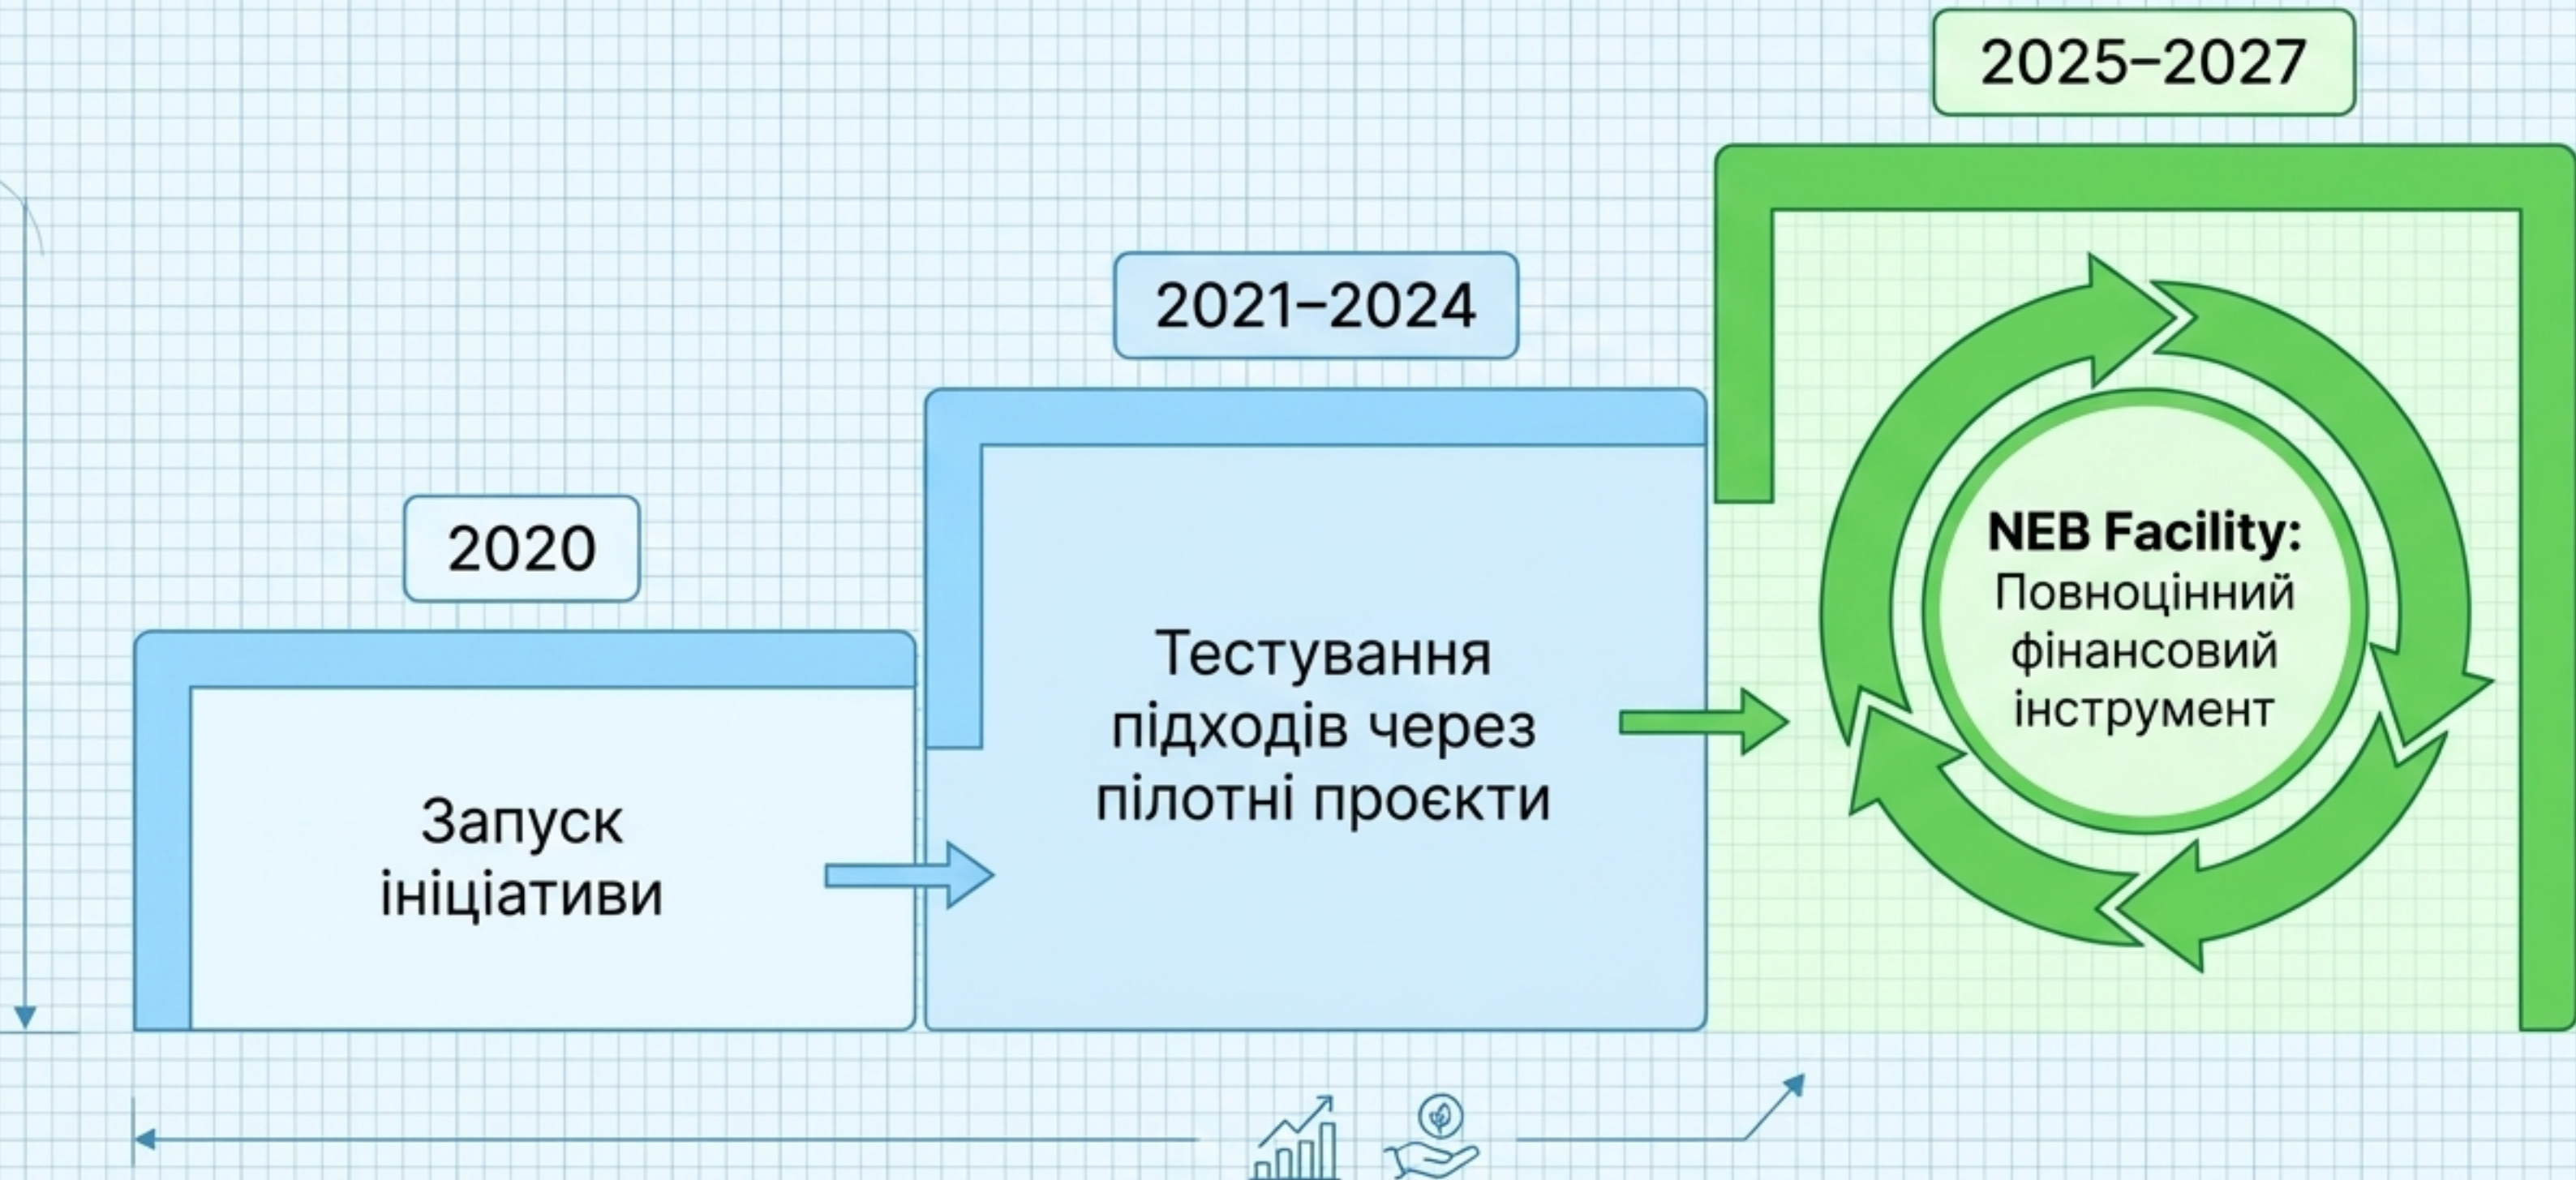 2020
Запуск
ініціативи
2021–2024
Тестування
підходів через
пілотні проєкти
2025–2027
NEB Facility:
Повноцінний
фінансовий
інструмент